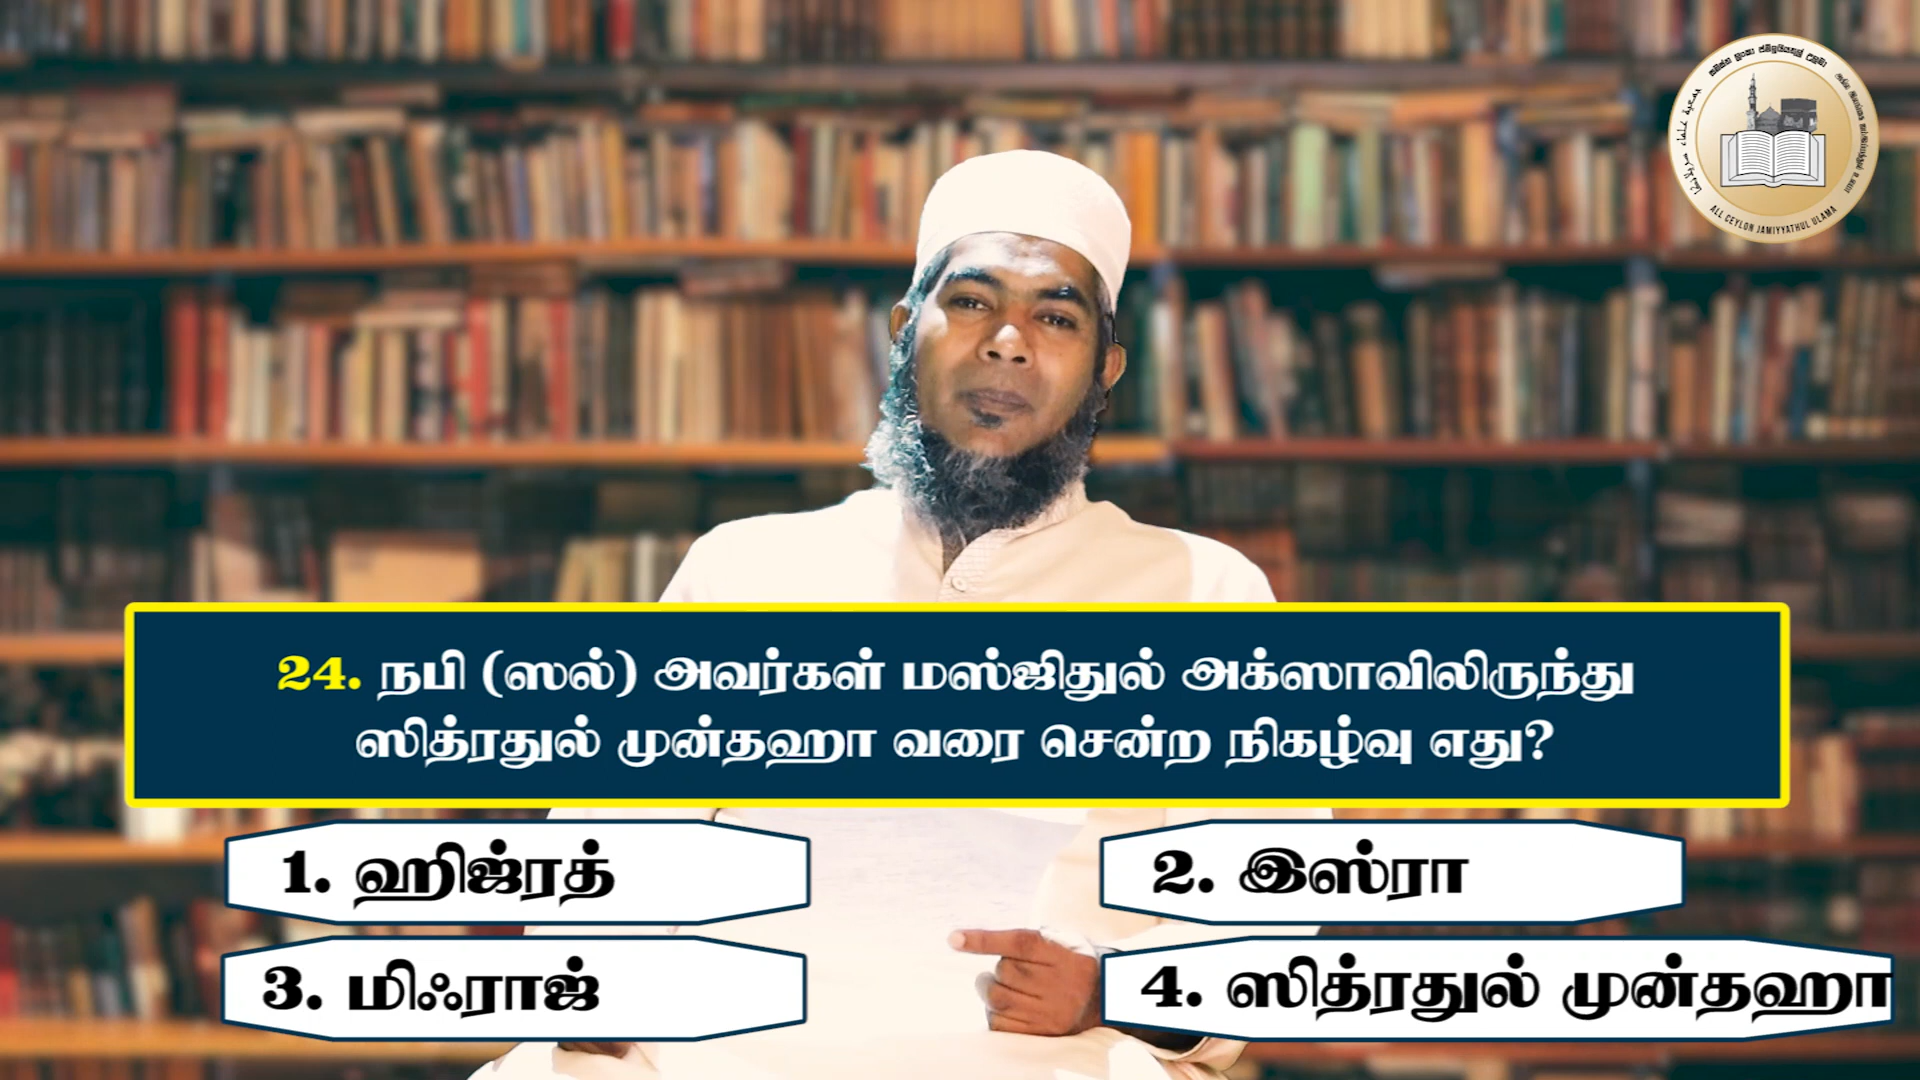 ALL CEYLON JAMIYYATHUL ULAMA
24. நபி (ஸல்) அவர்கள் மஸ்ஜிதுல் அக்ஸாவிலிருந்து
ஸித்ரதுல் முன்தஹா வரை சென்ற நிகழ்வு எது?
1. ஹிஜ்ரத்
2. இஸ்ரா
3. மிஃராஜ்
4. ஸித்ரதுல் முன்தஹா